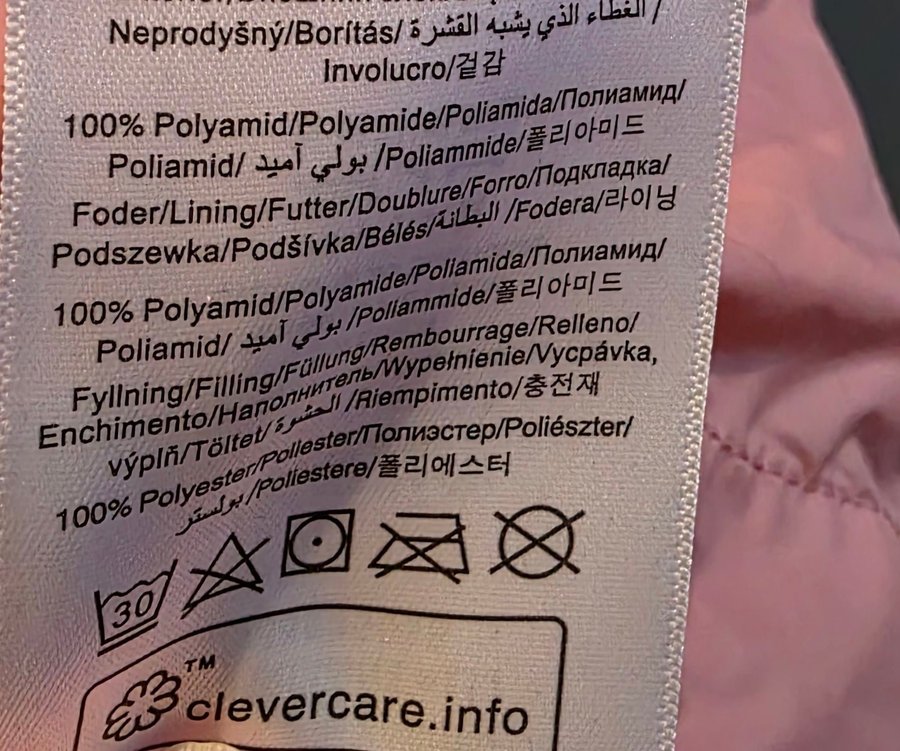 Neprodyšný/Borítás/ الغطاء الذي يشبه القشرة/
Involucro/겉감
100% Polyamid/Polyamide/Poliamida/Полиамид/
Poliamid/ بولي آميد /Poliammide/폴리아미드
Foder/Lining/Futter/Doublure/Forro/Подкладка/
Podszewka/Podšívka/Bélés/البطانة /Fodera/라이닝
100% Polyamid/Polyamide/Poliamida/Полиамид/
Poliamid/ بولي آميد /Poliammide/폴리아미드
Fyllning/Filling/Füllung/Rembourrage/Relleno/
Enchimento/Наполнитель/Wypełnienie/Vycpávka,
výplň/Töltet/ الحشوة /Riempimento/충전재
100% Polyester/Poliester/Полиэстер/Poliészter/
بولستر /Poliestere/폴리에스터
30
™
clevercare.info